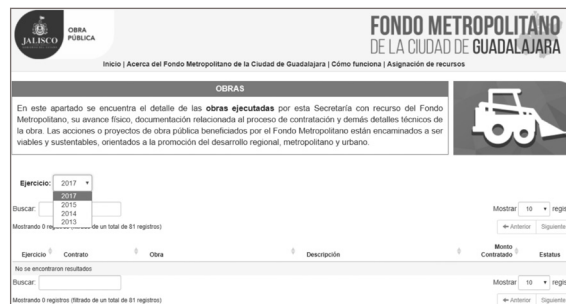 JALISCO
OBRA
PÚBLICA
FONDO METROPOLITANO
DE LA CIUDAD DE GUADALAJARA
Inicio | Acerca del Fondo Metropolitano de la Ciudad de Guadalajara | Cómo funciona | Asignación de recursos
OBRAS
En este apartado se encuentra el detalle de las obras ejecutadas por esta Secretaría con recurso del Fondo
Metropolitano, su avance físico, documentación relacionada al proceso de contratación y demás detalles técnicos de
la obra. Las acciones o proyectos de obra pública beneficiados por el Fondo Metropolitano están encaminados a ser
viables y sustentables, orientados a la promoción del desarrollo regional, metropolitano y urbano.
Ejercicio: 2017
2017
2015
2014
2013
Buscar:
Mostrar 10 regis
Mostrando 0 registros (filtrado de un total de 81 registros)
Anterior Siguiente
Ejercicio Contrato Obra Descripción Monto Contratado Estatus
No se encontraron resultados
Buscar:
Mostrar 10 regis
Mostrando 0 registros (filtrado de un total de 81 registros)
Anterior Siguiente